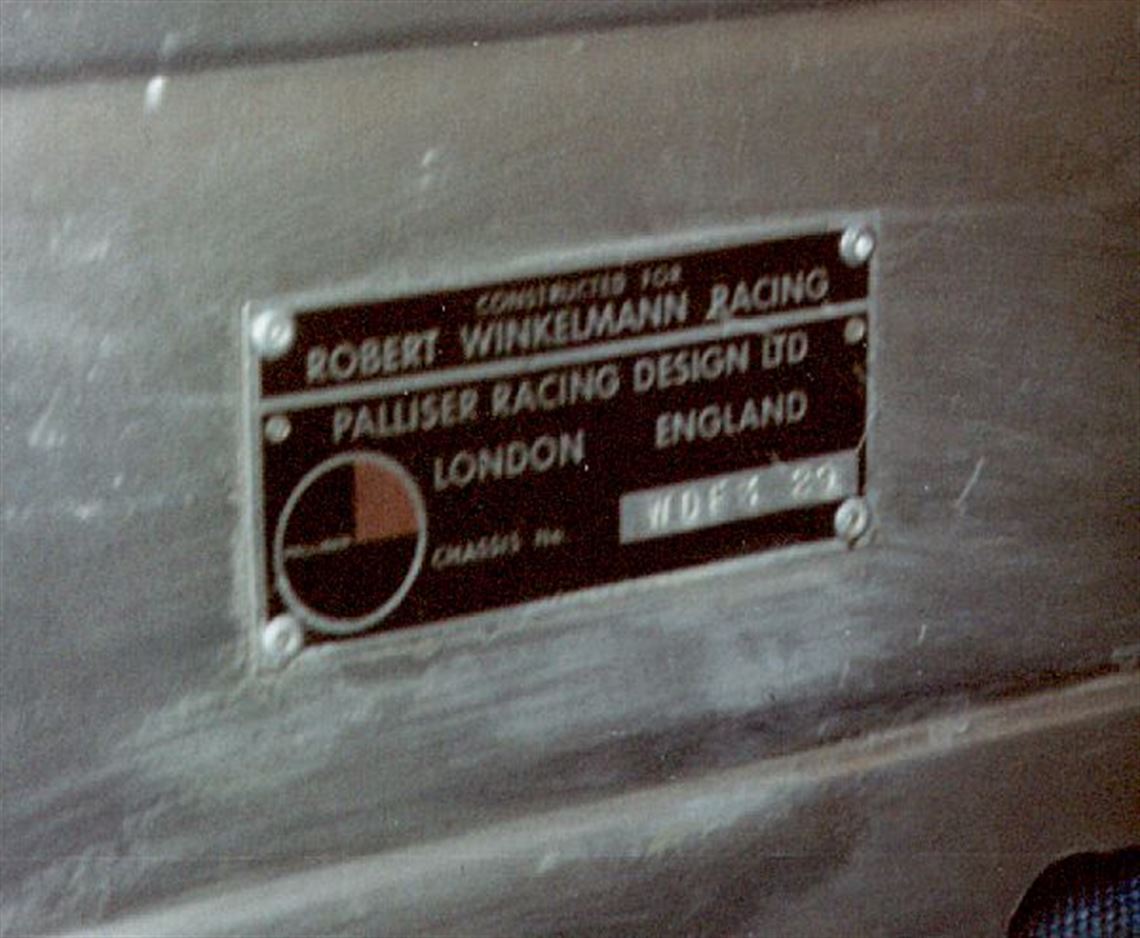 CONSTRUCTED FOR
ROBERT WINKELMANN RACING
PALLISER RACING DESIGN LTD
LONDON ENGLAND
CHASSIS No.